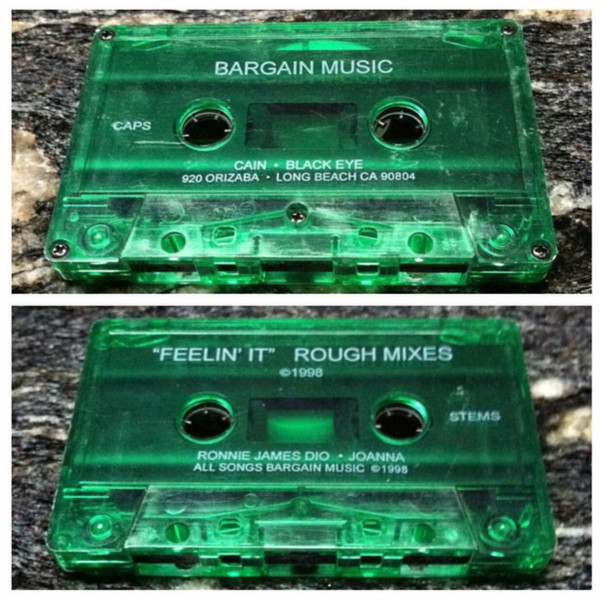 BARGAIN MUSIC
CAPS
CAIN • BLACK EYE
920 ORIZABA • LONG BEACH CA 90804
"FEELIN' IT" ROUGH MIXES
©1998
STEMS
RONNIE JAMES DIO • JOANNA
ALL SONGS BARGAIN MUSIC ©1998